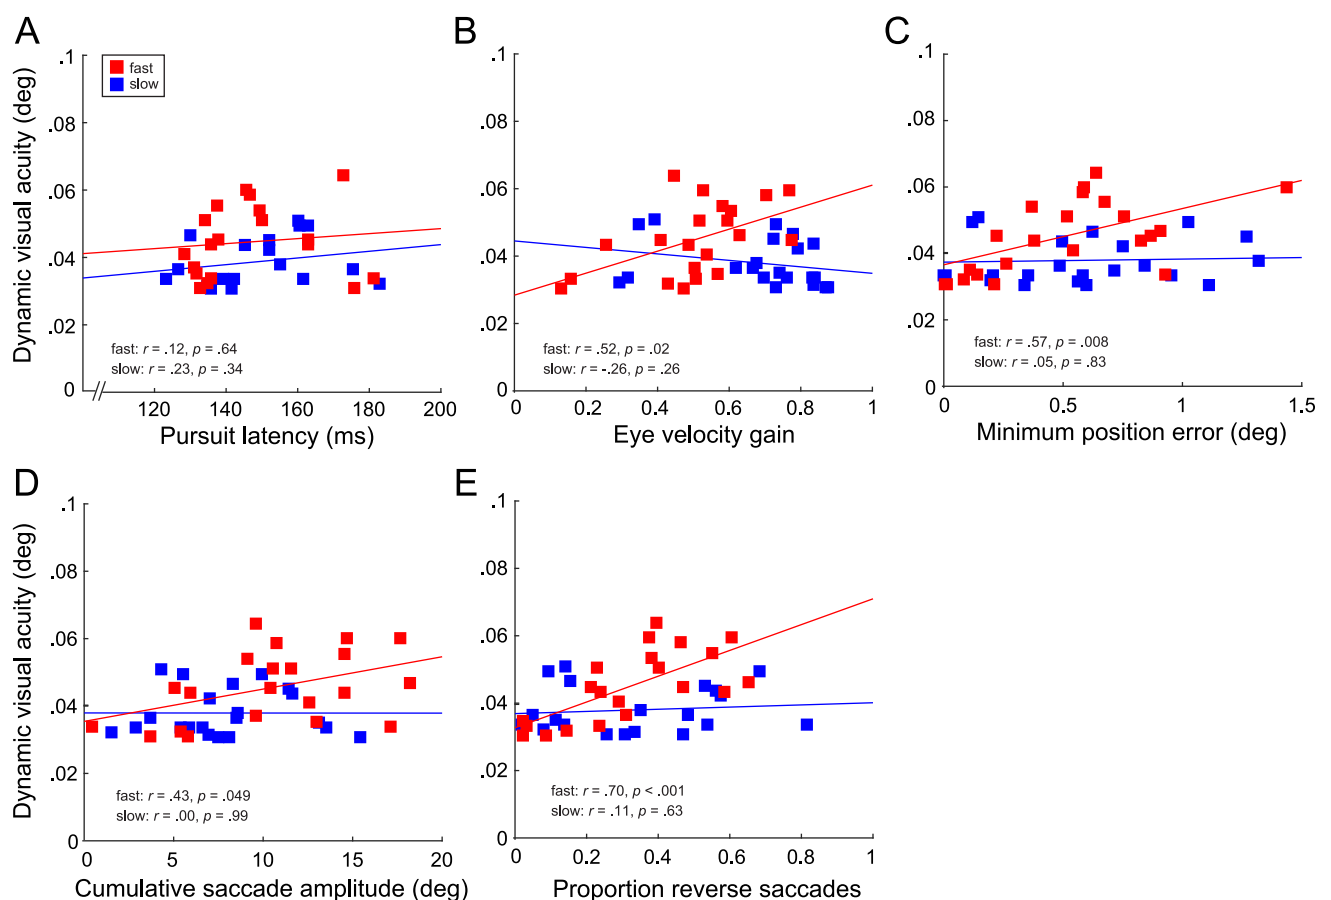 A
Dynamic visual acuity (deg)
.1
.08
.06
.04
.02
0
fast
slow
fast: r = .12, p = .64
slow: r = .23, p = .34
120 140 160 180 200
Pursuit latency (ms)
B
.1
.08
.06
.04
.02
0
fast: r = .52, p = .02
slow: r = -.26, p = .26
0 0.2 0.4 0.6 0.8 1
Eye velocity gain
C
.1
.08
.06
.04
.02
0
fast: r = .57, p = .008
slow: r = .05, p = .83
0 0.5 1 1.5
Minimum position error (deg)
D
Dynamic visual acuity (deg)
.1
.08
.06
.04
.02
0
fast: r = .43, p = .049
slow: r = .00, p = .99
0 5 10 15 20
Cumulative saccade amplitude (deg)
E
.1
.08
.06
.04
.02
0
fast: r = .70, p < .001
slow: r = .11, p = .63
0 0.2 0.4 0.6 0.8 1
Proportion reverse saccades